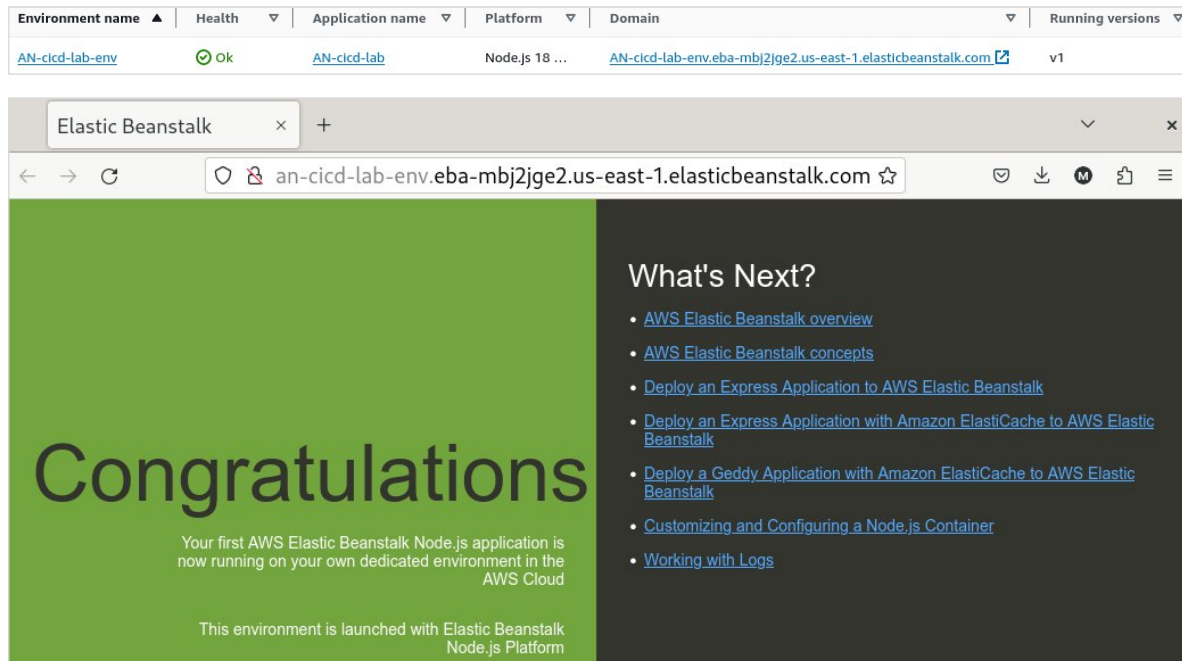 Environment name ▲ Health ▽ Application name ▽ Platform ▽ Domain ▽ Running versions ▽
AN-cicd-lab-env Ok AN-cicd-lab Node.js 18 ... AN-cicd-lab-env.eba-mbj2jge2.us-east-1.elasticbeanstalk.com v1
Elastic Beanstalk × + ×
an-cicd-lab-env.eba-mbj2jge2.us-east-1.elasticbeanstalk.com M
Congratulations
Your first AWS Elastic Beanstalk Node.js application is
now running on your own dedicated environment in the
AWS Cloud
This environment is launched with Elastic Beanstalk
Node.js Platform
What's Next?
• AWS Elastic Beanstalk overview
• AWS Elastic Beanstalk concepts
• Deploy an Express Application to AWS Elastic Beanstalk
• Deploy an Express Application with Amazon ElastiCache to AWS Elastic
Beanstalk
• Deploy a Geddy Application with Amazon ElastiCache to AWS Elastic
Beanstalk
• Customizing and Configuring a Node.js Container
• Working with Logs